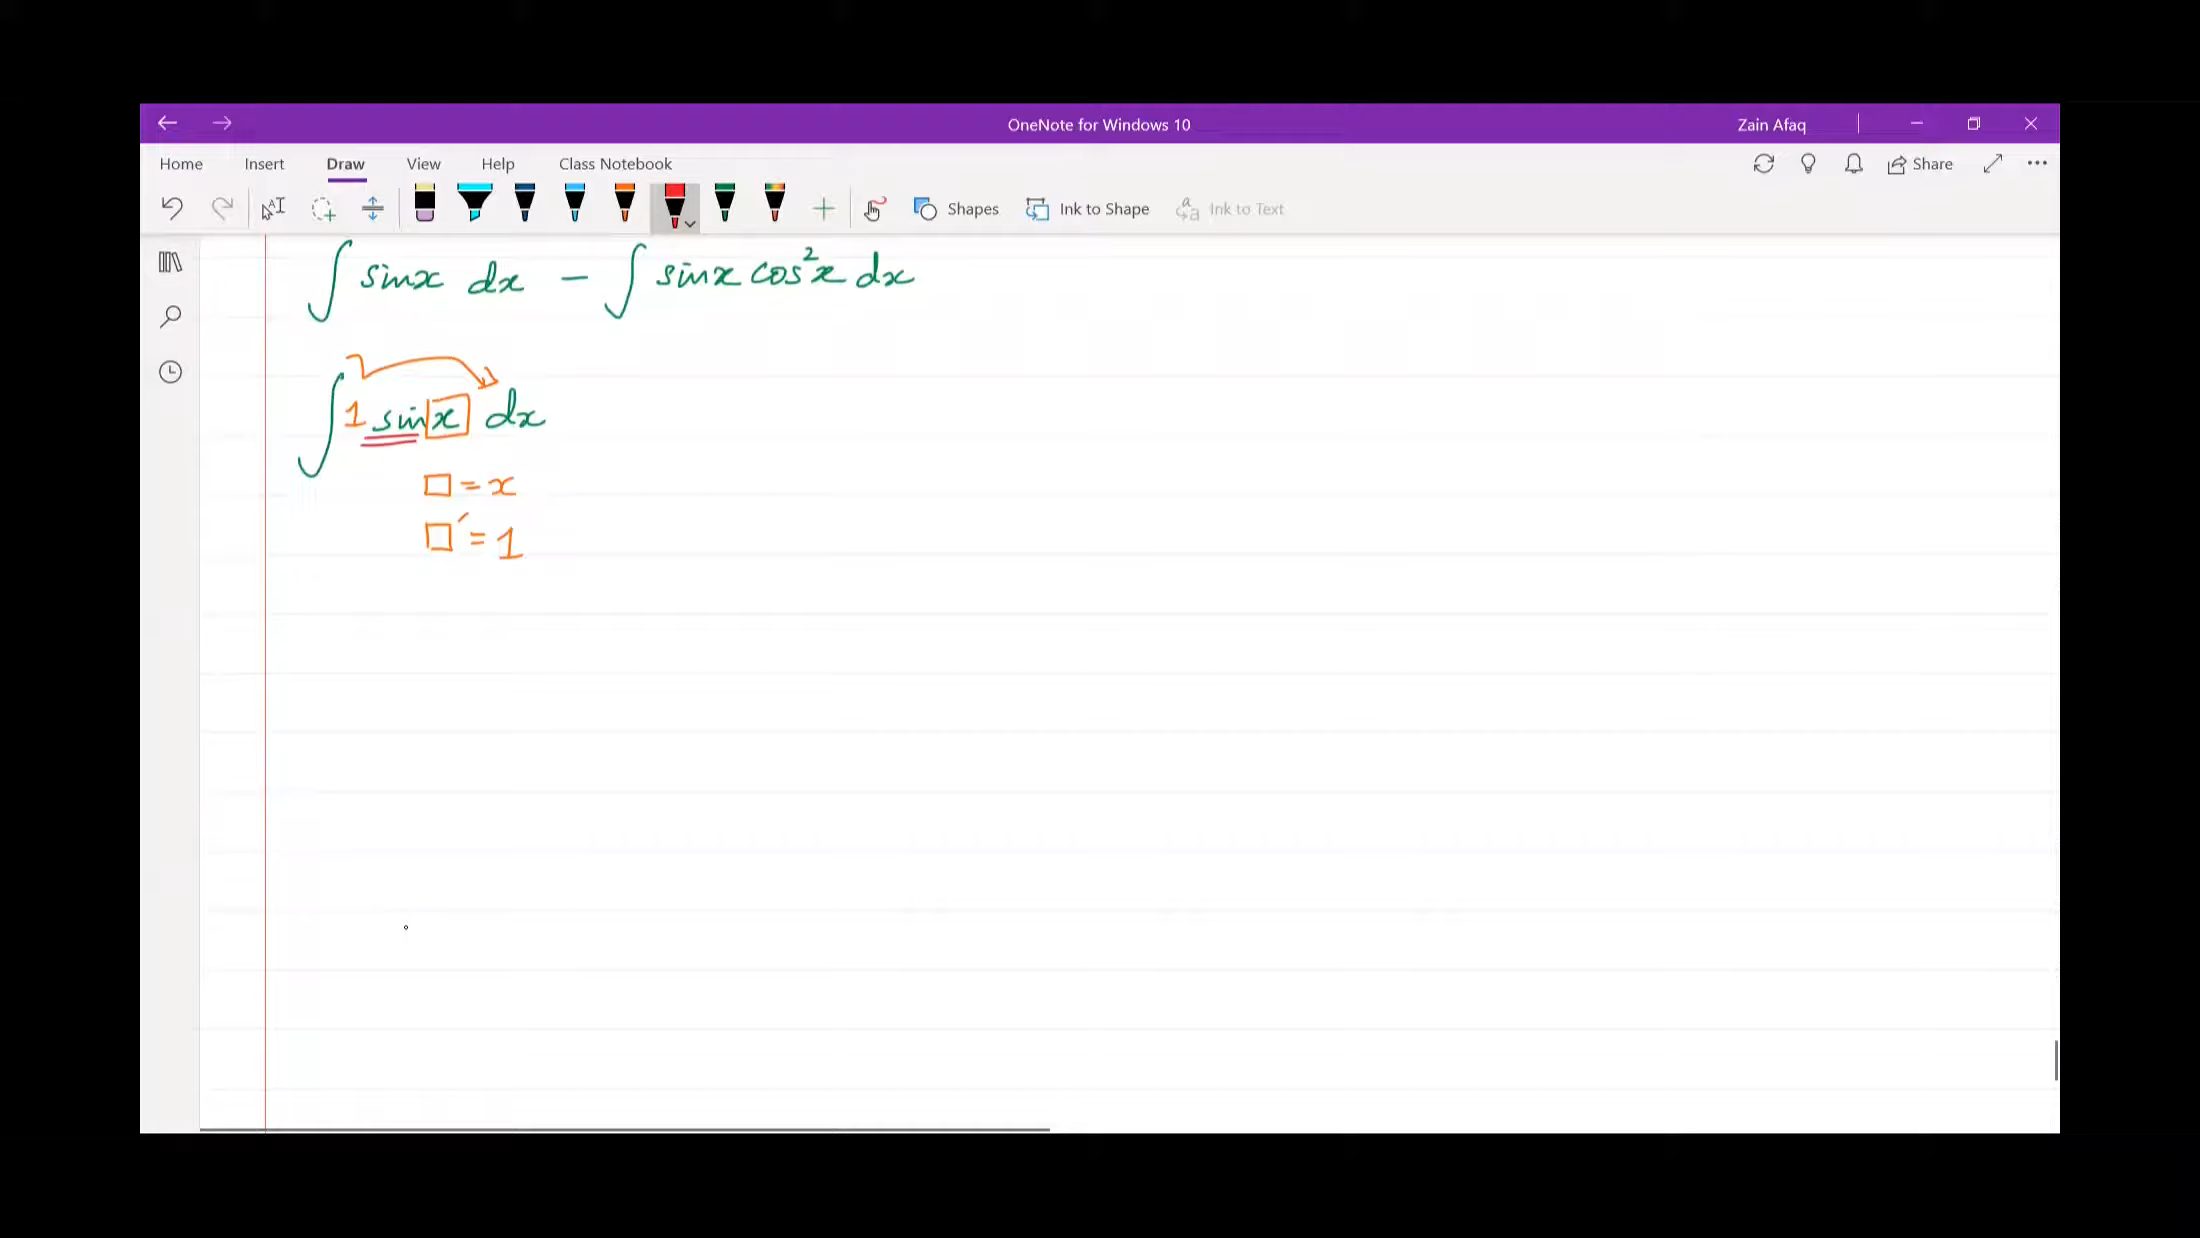 OneNote for Windows 10
Zain Afaq
Home Insert Draw View Help Class Notebook Share
Shapes Ink to Shape Ink to Text
∫ sinx dx − ∫ sinx cos²x dx
∫ 1 sin x dx
□ = x
□′ = 1